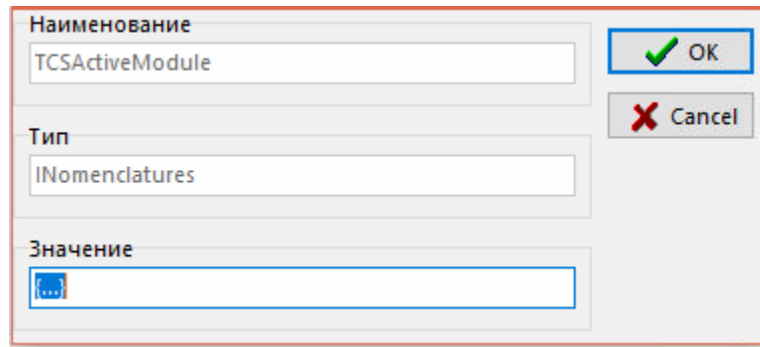 Наименование
TCSActiveModule
OK
Cancel
Тип
INomenclatures
Значение
{...}